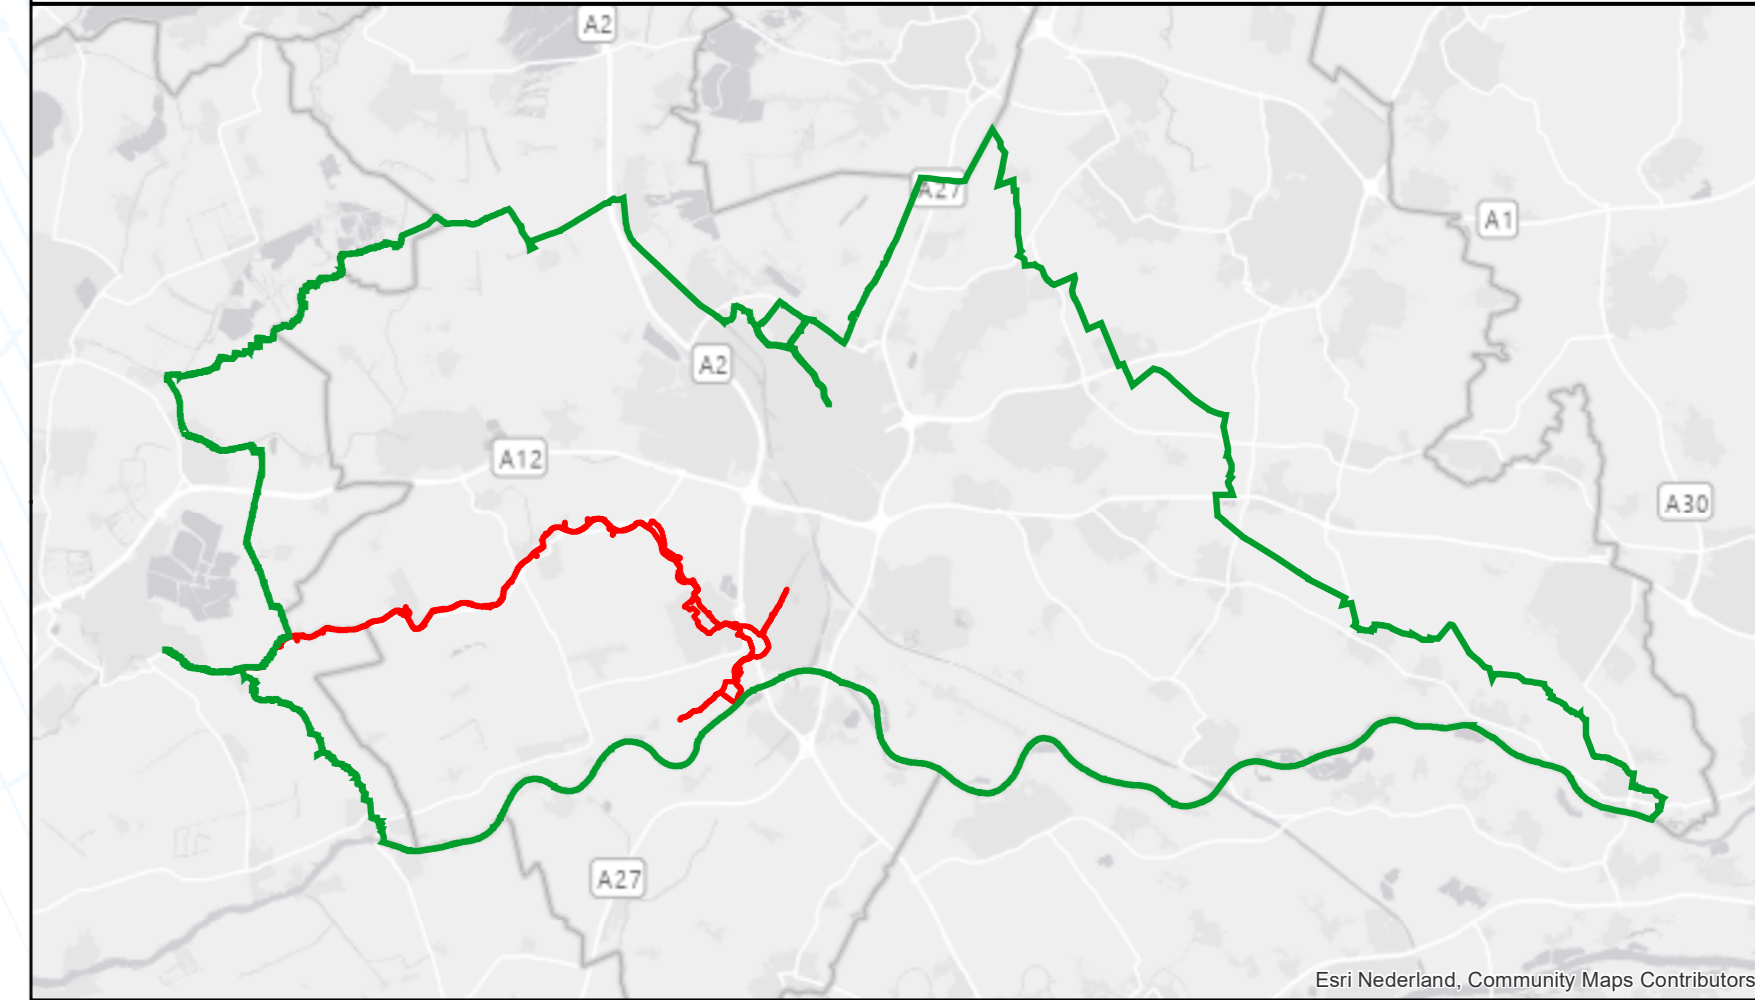 A2
A27
A1
A2
A12
A30
A27
Esri Nederland, Community Maps Contributors